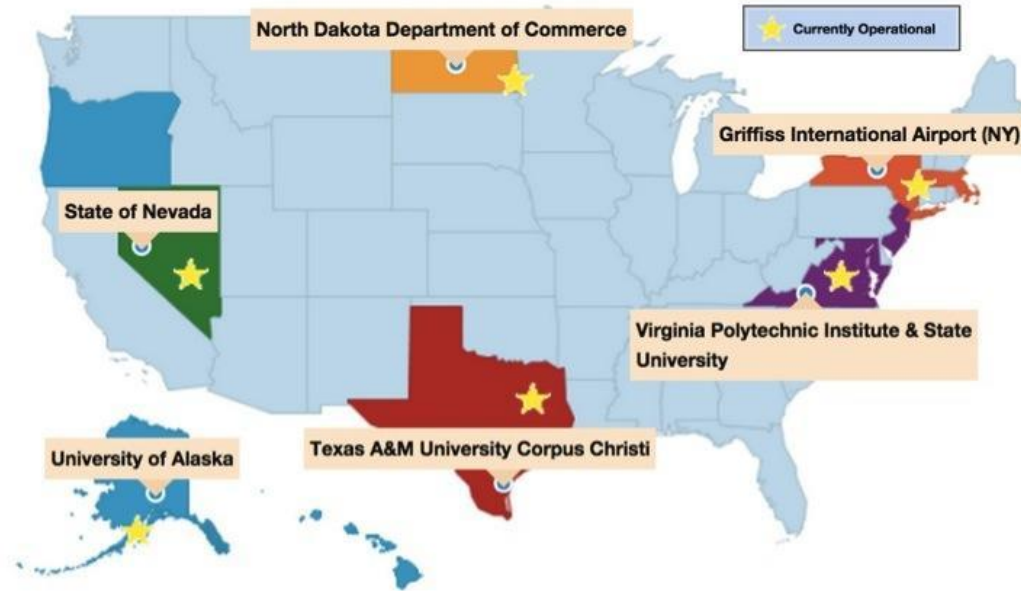 North Dakota Department of Commerce
Currently Operational
Griffiss International Airport (NY)
State of Nevada
Virginia Polytechnic Institute & State
University
Texas A&M University Corpus Christi
University of Alaska